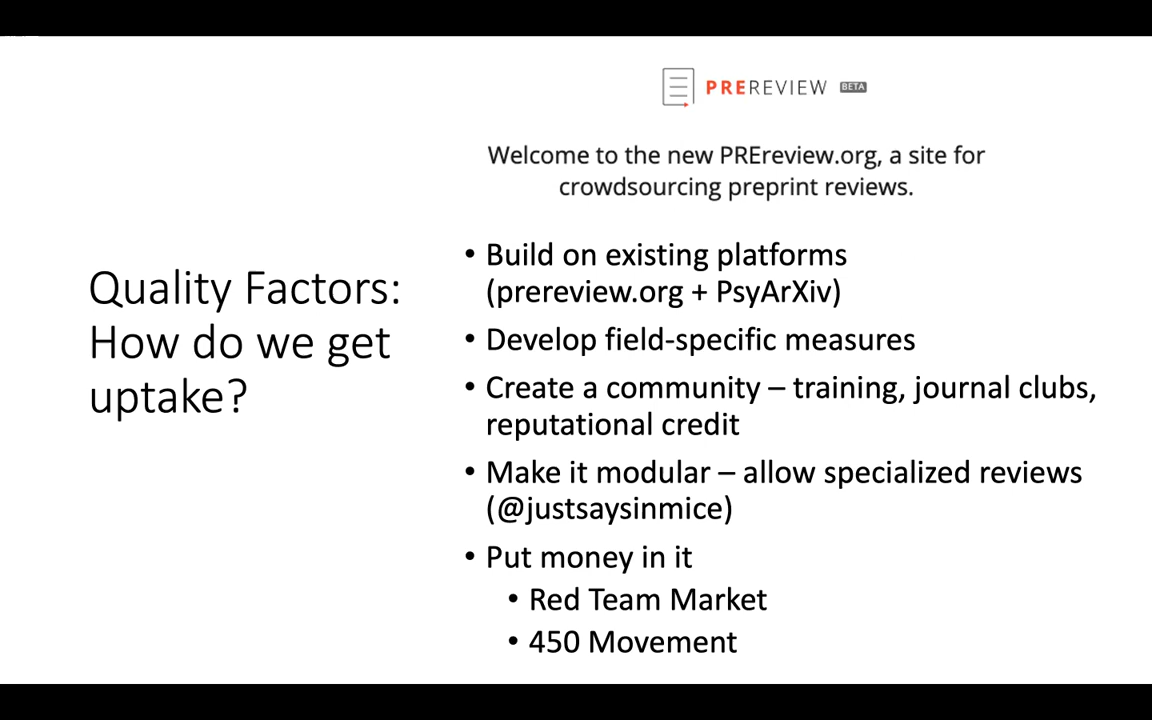 PREREVIEW BETA
Welcome to the new PREreview.org, a site for
crowdsourcing preprint reviews.
Quality Factors:
How do we get
uptake?
• Build on existing platforms
(prereview.org + PsyArXiv)
• Develop field-specific measures
• Create a community – training, journal clubs,
reputational credit
• Make it modular – allow specialized reviews
(@justsaysinmice)
• Put money in it
• Red Team Market
• 450 Movement